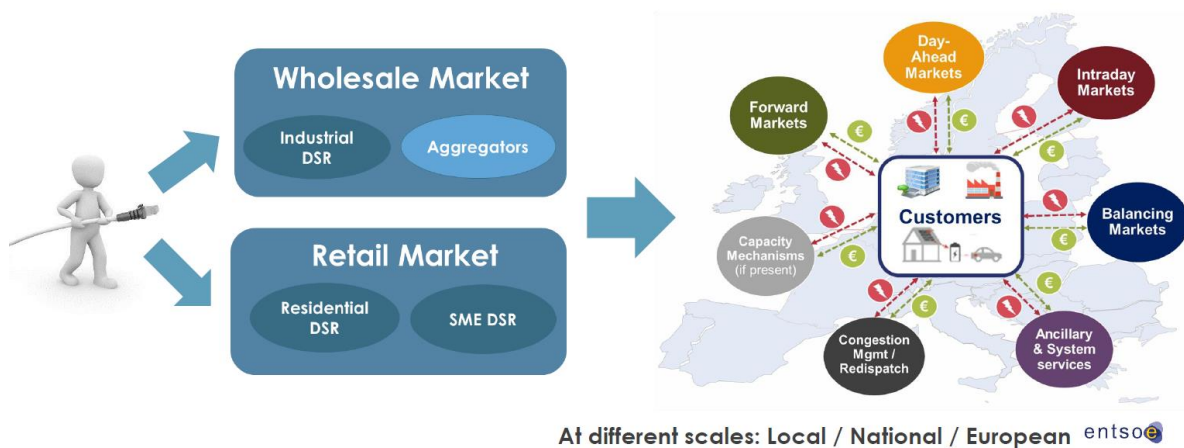 Wholesale Market
Industrial
DSR
Aggregators
Retail Market
Residential
DSR
SME DSR
Day-
Ahead
Markets
Intraday
Markets
Forward
Markets
€
€
€
Customers
Balancing
Markets
€
Capacity
Mechanisms
(if present)
€
€
€
Congestion
Mgmt /
Redispatch
Ancillary
& System
services
At different scales: Local / National / European
entsoe